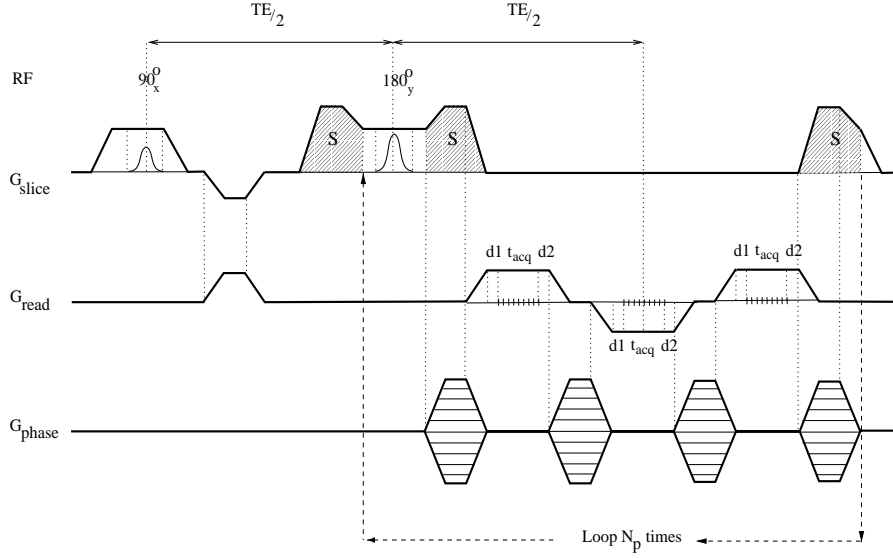 TE/2 TE/2
RF 90°x 180°y
S S S
Gslice
d1 tacq d2 d1 tacq d2
Gread
d1 tacq d2
Gphase
Loop Np times